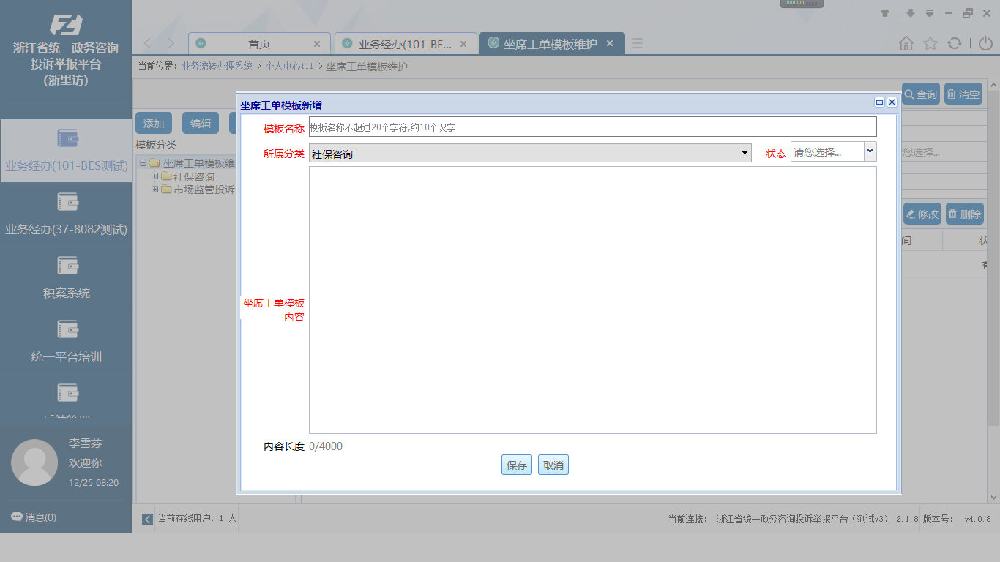 浙江省统一政务咨询
投诉举报平台
(浙里访)
首页
业务经办(101-BE...
坐席工单模板维护
当前位置: 业务流转办理系统 > 个人中心111 > 坐席工单模板维护
查询
清空
业务经办(101-BES测试)
业务经办(37-8082测试)
积案系统
统一平台培训
李雪芬
欢迎你
12/25 08:20
消息(0)
添加
编辑
模板分类
坐席工单模板维
社保咨询
市场监管投诉
坐席工单模板新增
模板名称
模板名称不超过20个字符,约10个汉字
所属分类
社保咨询
状态
请您选择...
坐席工单模板
内容
内容长度 0/4000
保存
取消
您选择...
修改
删除
间
状
有
当前在线用户: 1 人
当前连接: 浙江省统一政务咨询投诉举报平台（测试v3） 2.1.8
版本号: v4.0.8